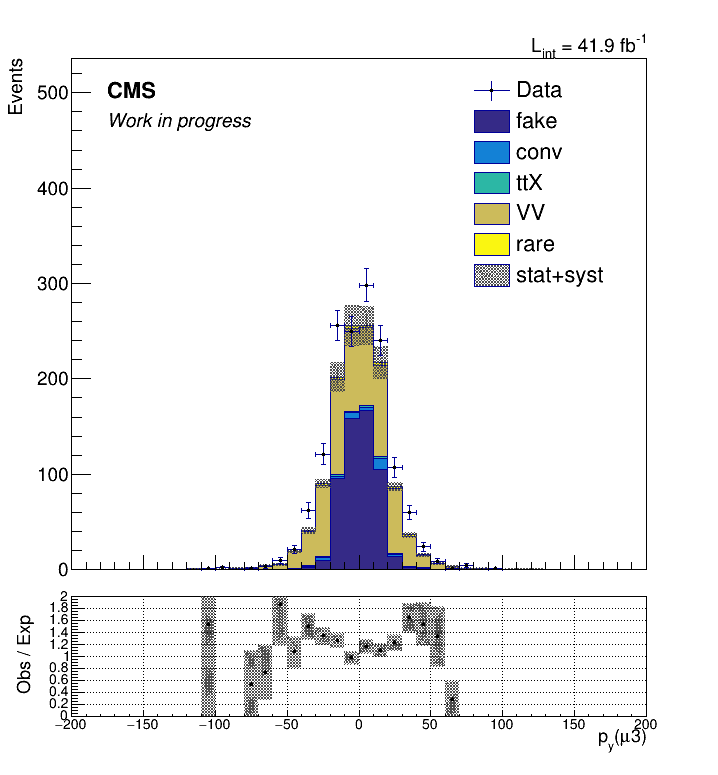 L_int = 41.9 fb^-1
Events
CMS
Work in progress
Data
fake
conv
ttX
VV
rare
stat+syst
500
400
300
200
100
0
Obs / Exp
2
1.8
1.6
1.4
1.2
1
0.8
0.6
0.4
0.2
0
−200 −150 −100 −50 0 50 100 150 200
p_y(μ3)